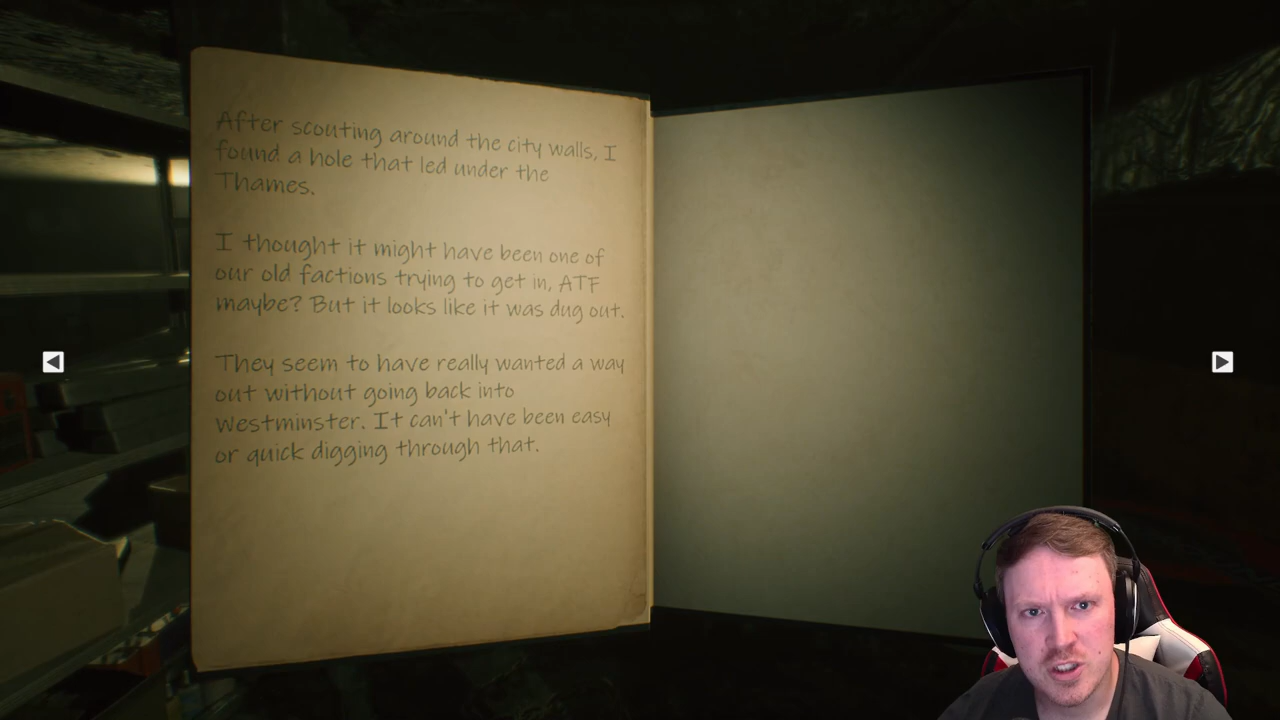 After scouting around the city walls, I
found a hole that led under the
Thames.
I thought it might have been one of
our old factions trying to get in, ATF
maybe? But it looks like it was dug out.
They seem to have really wanted a way
out without going back into
Westminster. It can't have been easy
or quick digging through that.